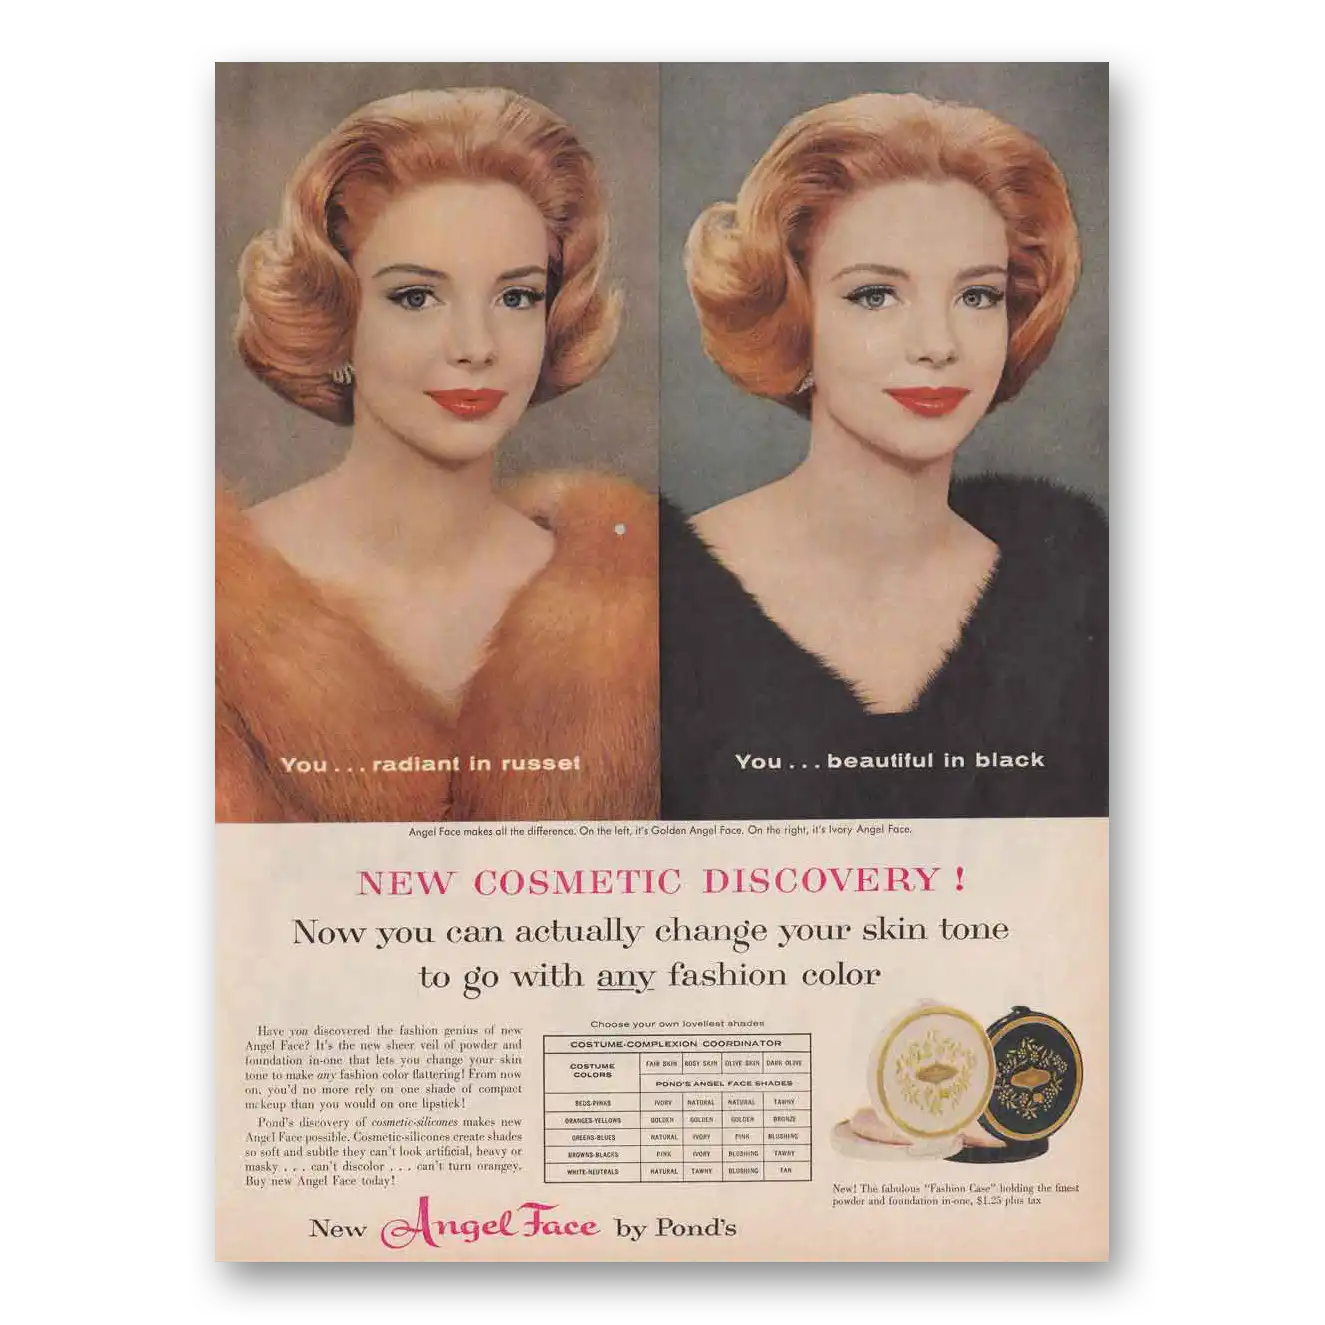 You . . . radiant in russet
You . . . beautiful in black
Angel Face makes all the difference. On the left, it's Golden Angel Face. On the right, it's Ivory Angel Face.
NEW COSMETIC DISCOVERY !
Now you can actually change your skin tone
to go with any fashion color
Have you discovered the fashion genius of new
Angel Face? It's the new sheer veil of powder and
foundation in-one that lets you change your skin
tone to make any fashion color flattering! From now
on, you'd no more rely on one shade of compact
makeup than you would on one lipstick!
Pond's discovery of cosmetic-silicones makes new
Angel Face possible. Cosmetic-silicones create shades
so soft and subtle they can't look artificial, heavy or
masky . . . can't discolor . . . can't turn orangey.
Buy new Angel Face today!
Choose your own loveliest shades
COSTUME-COMPLEXION COORDINATOR
COSTUME COLORS
FAIR SKIN ROSY SKIN OLIVE SKIN DARK OLIVE
POND'S ANGEL FACE SHADES
REDS-PINKS IVORY NATURAL NATURAL TAWNY
ORANGES-YELLOWS GOLDEN GOLDEN GOLDEN BRONZE
GREENS-BLUES NATURAL IVORY PINK BLUSHING
BROWNS-BLACKS PINK IVORY BLUSHING TAWNY
WHITE-NEUTRALS NATURAL TAWNY BLUSHING TAN
New! The fabulous "Fashion Case" holding the finest
powder and foundation in-one, $1.25 plus tax
New Angel Face by Pond's